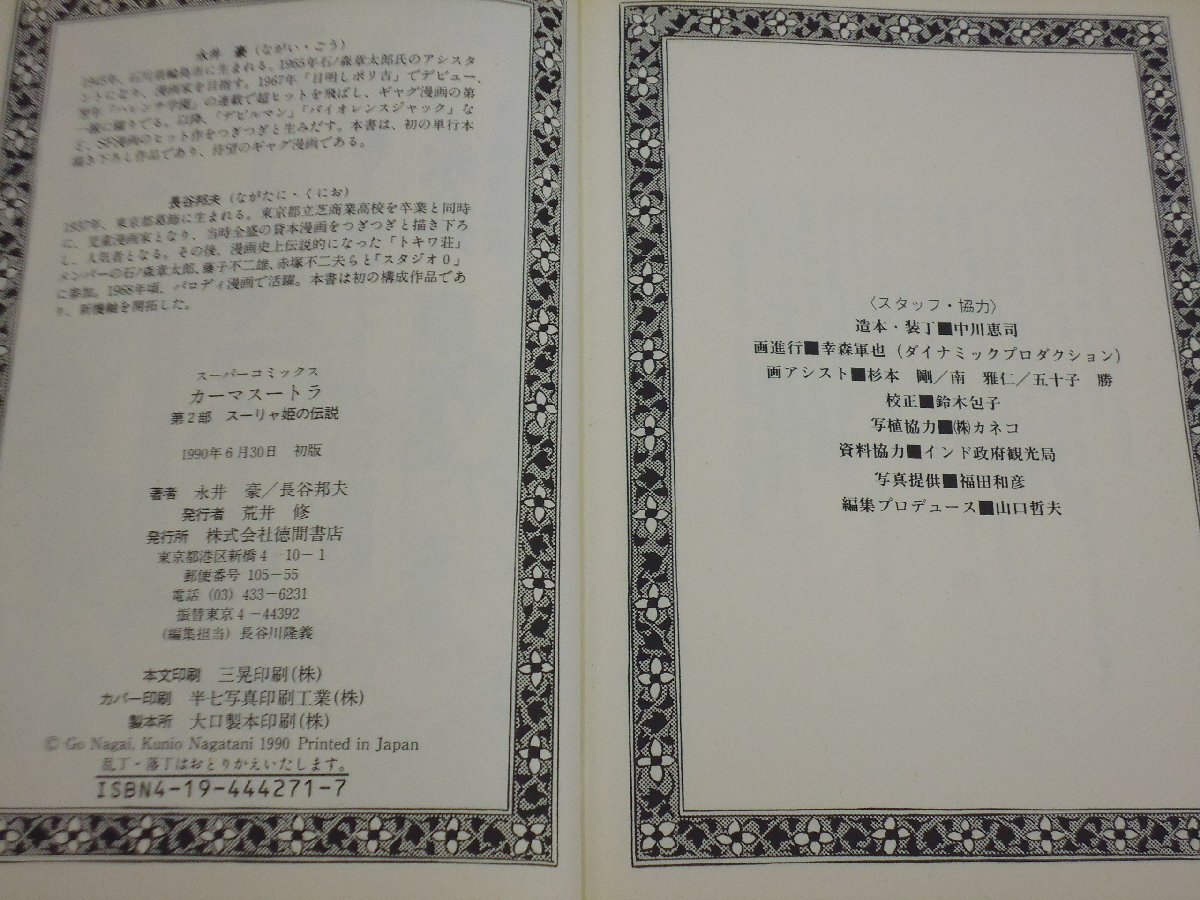 永井 豪（ながい・ごう）
1945年、石川県輪島市に生まれる。1965年石ノ森章太郎氏のアシスタ
ントになり、漫画家を目指す。1967年「目明しポリ吉」でデビュー、
翌年「ハレンチ学園」の連載で超ヒットを飛ばし、ギャグ漫画の第
一線に躍りでる。以降、「デビルマン」「バイオレンスジャック」な
ど、SF漫画のヒット作をつぎつぎと生みだす。本書は、初の単行本
描き下ろし作品であり、待望のギャグ漫画である。
長谷邦夫（ながたに・くにお）
1937年、東京都葛飾に生まれる。東京都立芝商業高校を卒業と同時
に、児童漫画家となり、当時全盛の貸本漫画をつぎつぎと描き下ろ
し、人気者となる。その後、漫画史上伝説的になった「トキワ荘」
メンバーの石ノ森章太郎、藤子不二雄、赤塚不二夫らと「スタジオ0」
に参加。1968年頃、パロディ漫画で活躍。本書は初の構成作品であ
り、新機軸を開拓した。
スーパーコミックス
カーマスートラ
第2部 スーリャ姫の伝説
1990年6月30日 初版
著者 永井 豪／長谷邦夫
発行者 荒井 修
発行所 株式会社徳間書店
東京都港区新橋4－10－1
郵便番号 105－55
電話 (03) 433－6231
振替東京4－44392
(編集担当) 長谷川隆義
本文印刷 三晃印刷(株)
カバー印刷 半七写真印刷工業(株)
製本所 大口製本印刷(株)
© Go Nagai, Kunio Nagatani 1990 Printed in Japan
乱丁・落丁はおとりかえいたします。
ISBN4-19-444271-7
〈スタッフ・協力〉
造本・装丁■中川恵司
画進行■幸森軍也（ダイナミックプロダクション）
画アシスト■杉本 剛／南 雅仁／五十子 勝
校正■鈴木包子
写植協力■㈱カネコ
資料協力■インド政府観光局
写真提供■福田和彦
編集プロデュース■山口哲夫